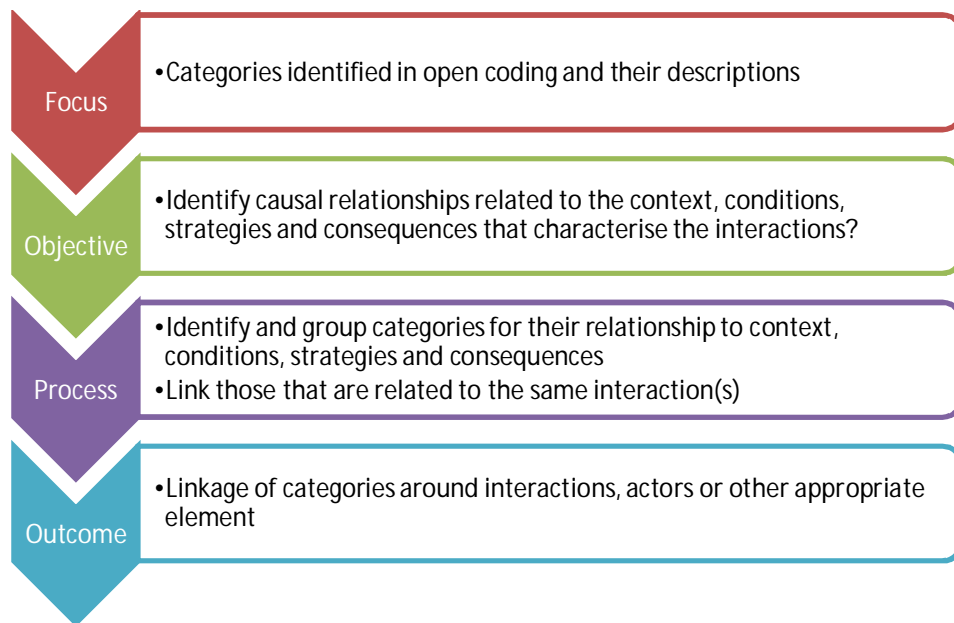 Focus
•Categories identified in open coding and their descriptions
Objective
•Identify causal relationships related to the context, conditions,
strategies and consequences that characterise the interactions?
Process
•Identify and group categories for their relationship to context,
conditions, strategies and consequences
•Link those that are related to the same interaction(s)
Outcome
•Linkage of categories around interactions, actors or other appropriate
element